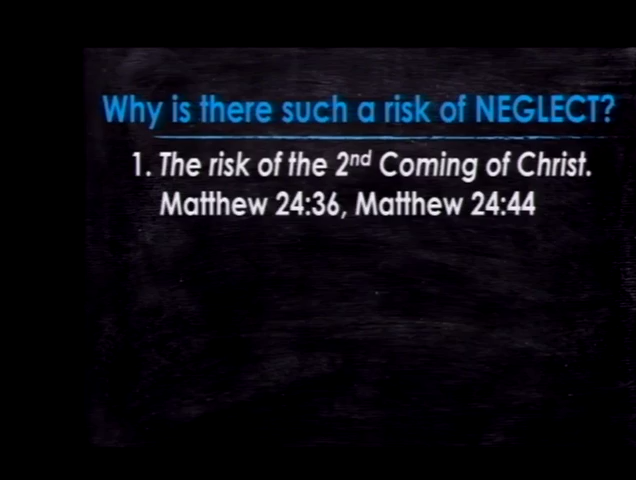 Why is there such a risk of NEGLECT?
1. The risk of the 2nd Coming of Christ.
Matthew 24:36, Matthew 24:44